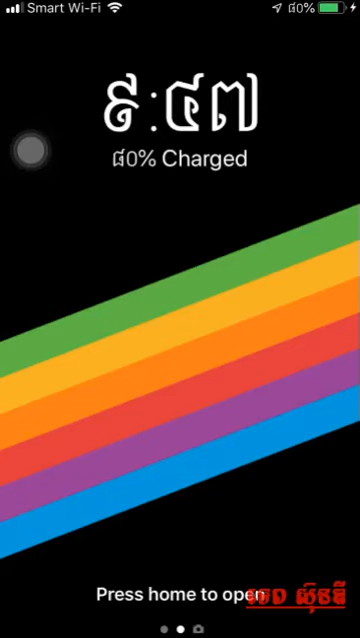 Smart Wi-Fi ៨០%
៩:៤៧
៨០% Charged
Press home to open